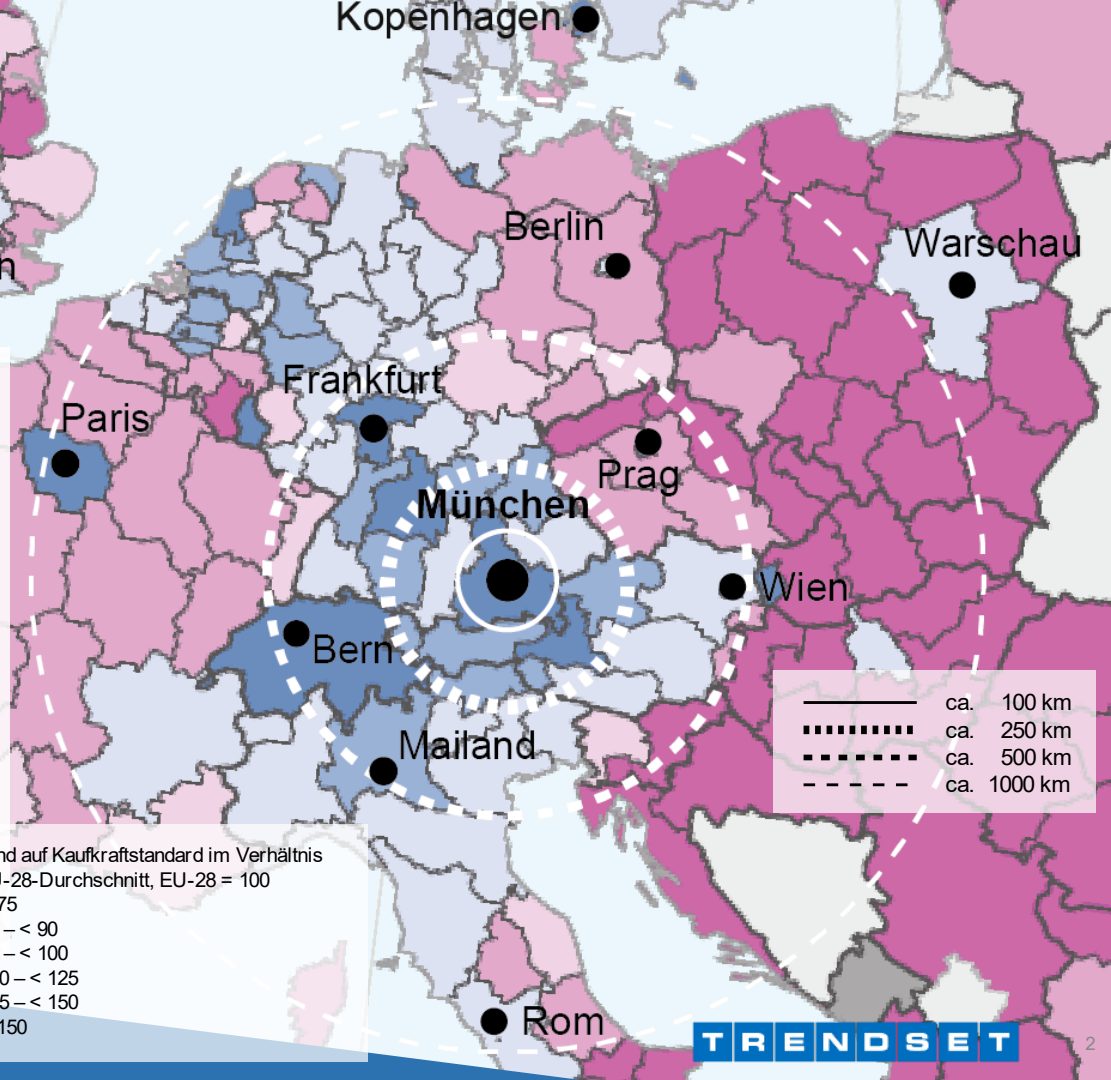 Kopenhagen
Berlin
Warschau
n
Frankfurt
Paris
Prag
München
Wien
Bern
ca. 100 km
ca. 250 km
ca. 500 km
ca. 1000 km
Mailand
nd auf Kaufkraftstandard im Verhältnis
J-28-Durchschnitt, EU-28 = 100
75
– < 90
– < 100
0 – < 125
5 – < 150
150
Rom
TRENDSET
2